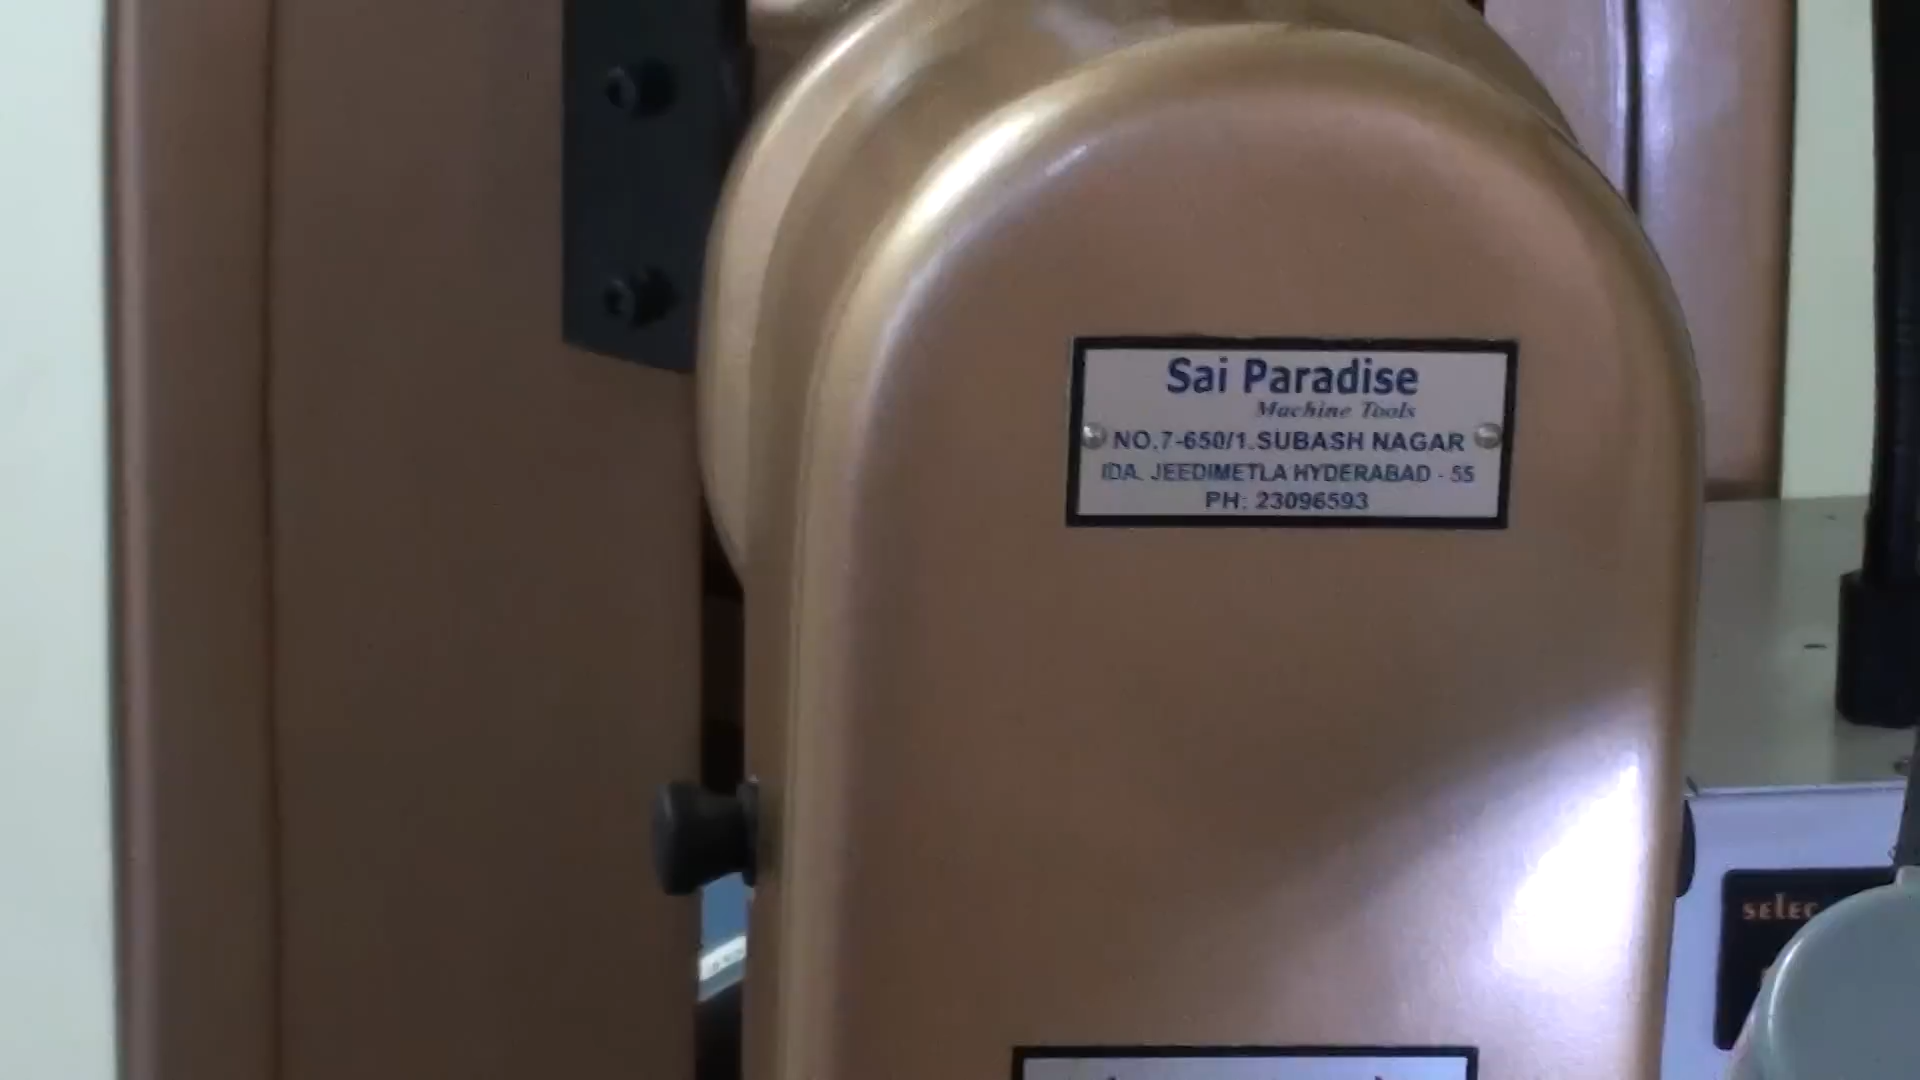 Sai Paradise
Machine Tools
NO.7-650/1.SUBASH NAGAR
IDA. JEEDIMETLA HYDERABAD - 55
PH: 23096593
selec